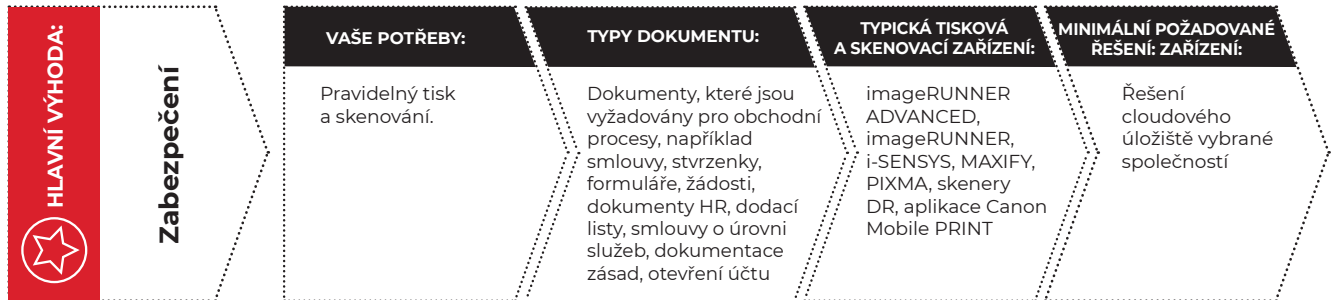 HLAVNÍ VÝHODA:
Zabezpečení
VAŠE POTŘEBY:
Pravidelný tisk
a skenování.
TYPY DOKUMENTU:
Dokumenty, které jsou
vyžadovány pro obchodní
procesy, například
smlouvy, stvrzenky,
formuláře, žádosti,
dokumenty HR, dodací
listy, smlouvy o úrovni
služeb, dokumentace
zásad, otevření účtu
TYPICKÁ TISKOVÁ
A SKENOVACÍ ZAŘÍZENÍ:
imageRUNNER
ADVANCED,
imageRUNNER,
i-SENSYS, MAXIFY,
PIXMA, skenery
DR, aplikace Canon
Mobile PRINT
MINIMÁLNÍ POŽADOVANÉ
ŘEŠENÍ: ZAŘÍZENÍ:
Řešení
cloudového
úložiště vybrané
společností